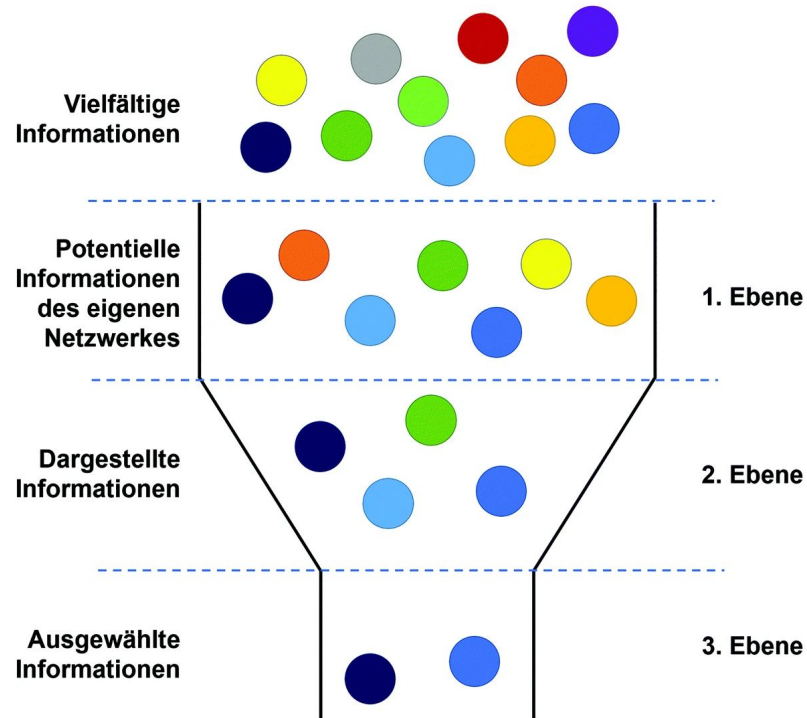 Vielfältige
Informationen
Potentielle
Informationen
des eigenen
Netzwerkes
1. Ebene
Dargestellte
Informationen
2. Ebene
Ausgewählte
Informationen
3. Ebene